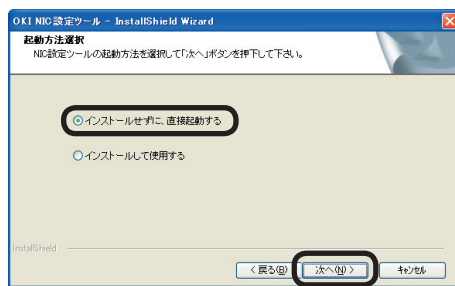 OKI NIC設定ツール - InstallShield Wizard
起動方法選択
NIC設定ツールの起動方法を選択して「次へ」ボタンを押下して下さい。
インストールせずに、直接起動する
インストールして使用する
InstallShield
< 戻る(B)
次へ(N) >
キャンセル